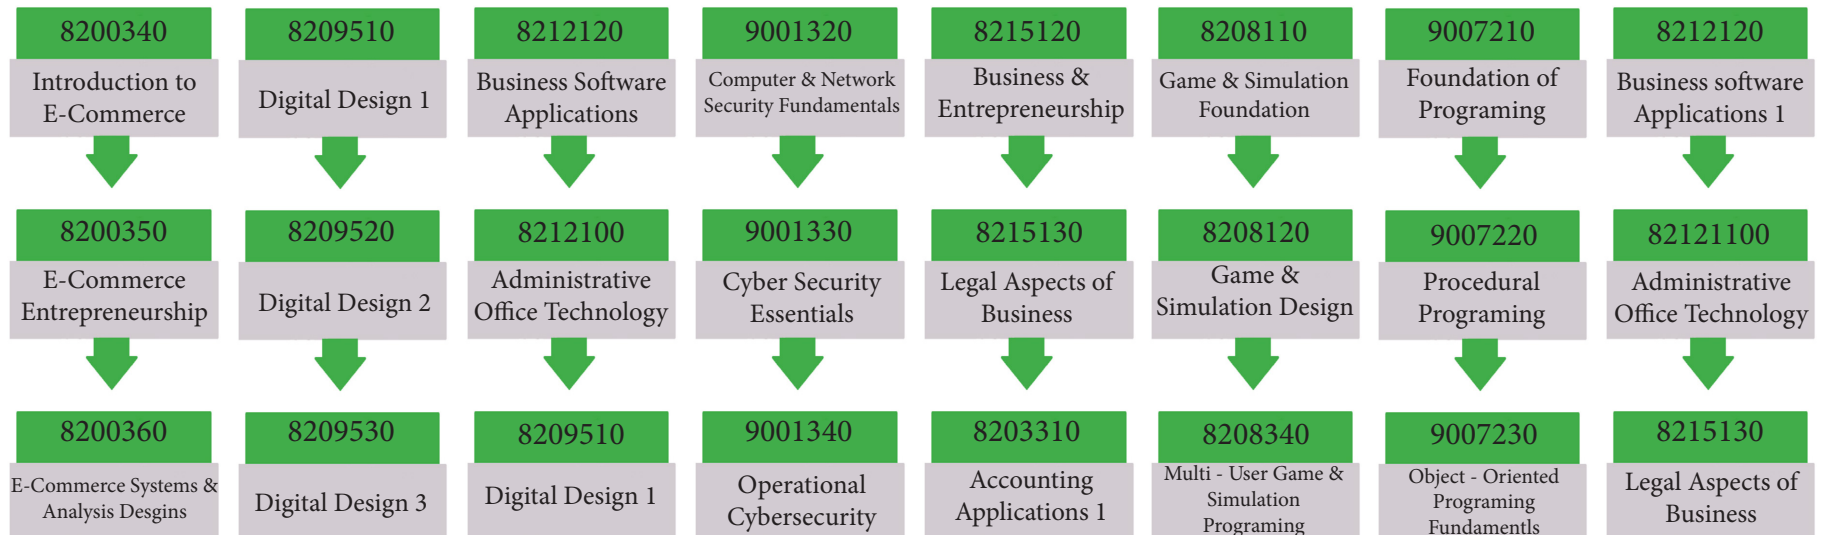 8200340
Introduction to
E-Commerce
8209510
Digital Design 1
8212120
Business Software
Applications
9001320
Computer & Network
Security Fundamentals
8215120
Business &
Entrepreneurship
8208110
Game & Simulation
Foundation
9007210
Foundation of
Programing
8212120
Business software
Applications 1
8200350
E-Commerce
Entrepreneurship
8209520
Digital Design 2
8212100
Administrative
Office Technology
9001330
Cyber Security
Essentials
8215130
Legal Aspects of
Business
8208120
Game &
Simulation Design
9007220
Procedural
Programing
82121100
Administrative
Office Technology
8200360
E-Commerce Systems &
Analysis Desgins
8209530
Digital Design 3
8209510
Digital Design 1
9001340
Operational
Cybersecurity
8203310
Accounting
Applications 1
8208340
Multi - User Game &
Simulation
Programing
9007230
Object - Oriented
Programing
Fundamentls
8215130
Legal Aspects of
Business